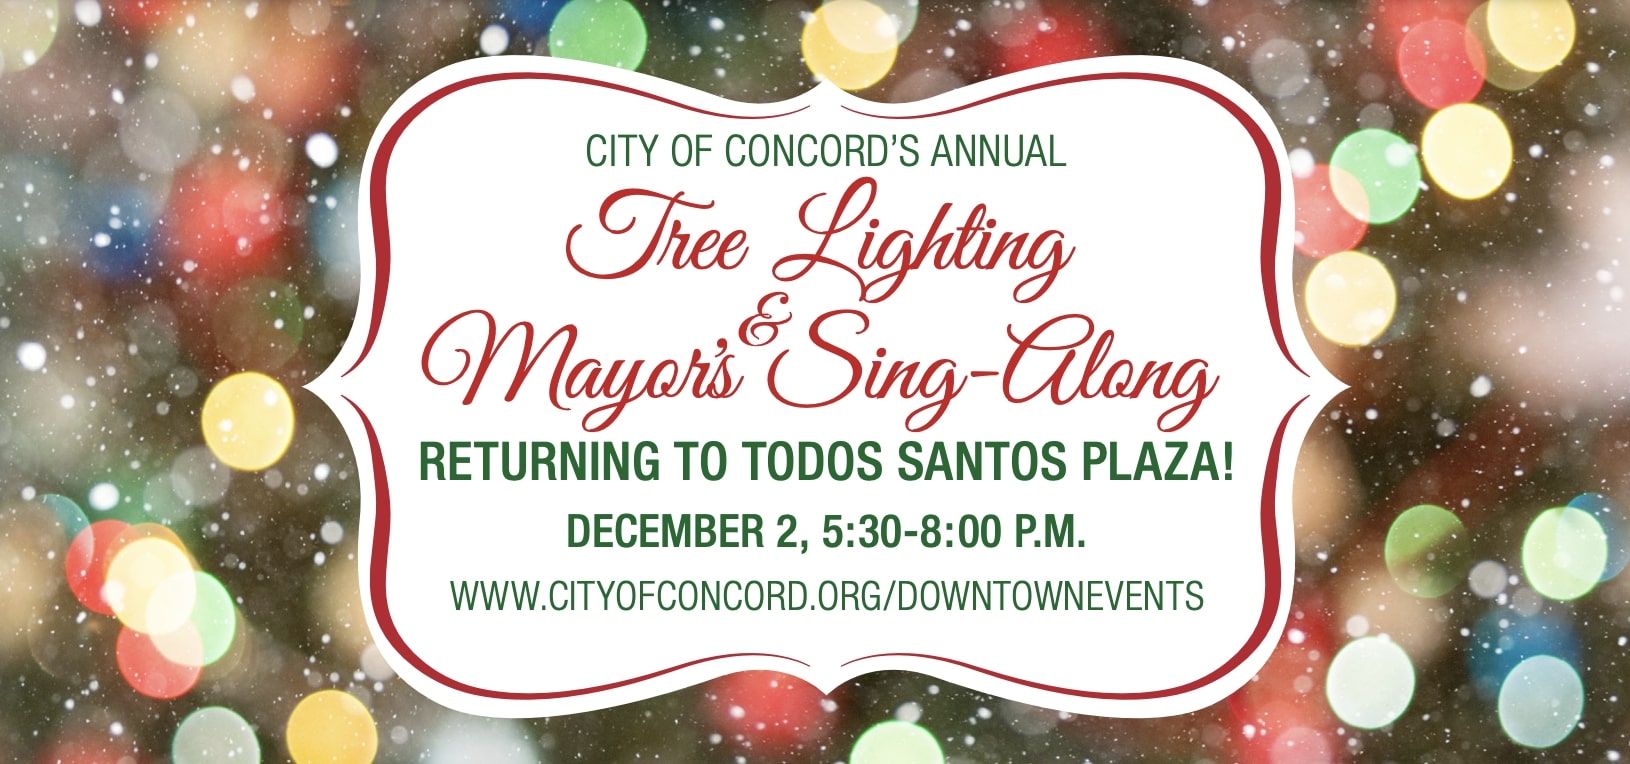 CITY OF CONCORD’S ANNUAL
Tree Lighting
&
Mayor’s Sing-Along
RETURNING TO TODOS SANTOS PLAZA!
DECEMBER 2, 5:30-8:00 P.M.
WWW.CITYOFCONCORD.ORG/DOWNTOWNEVENTS